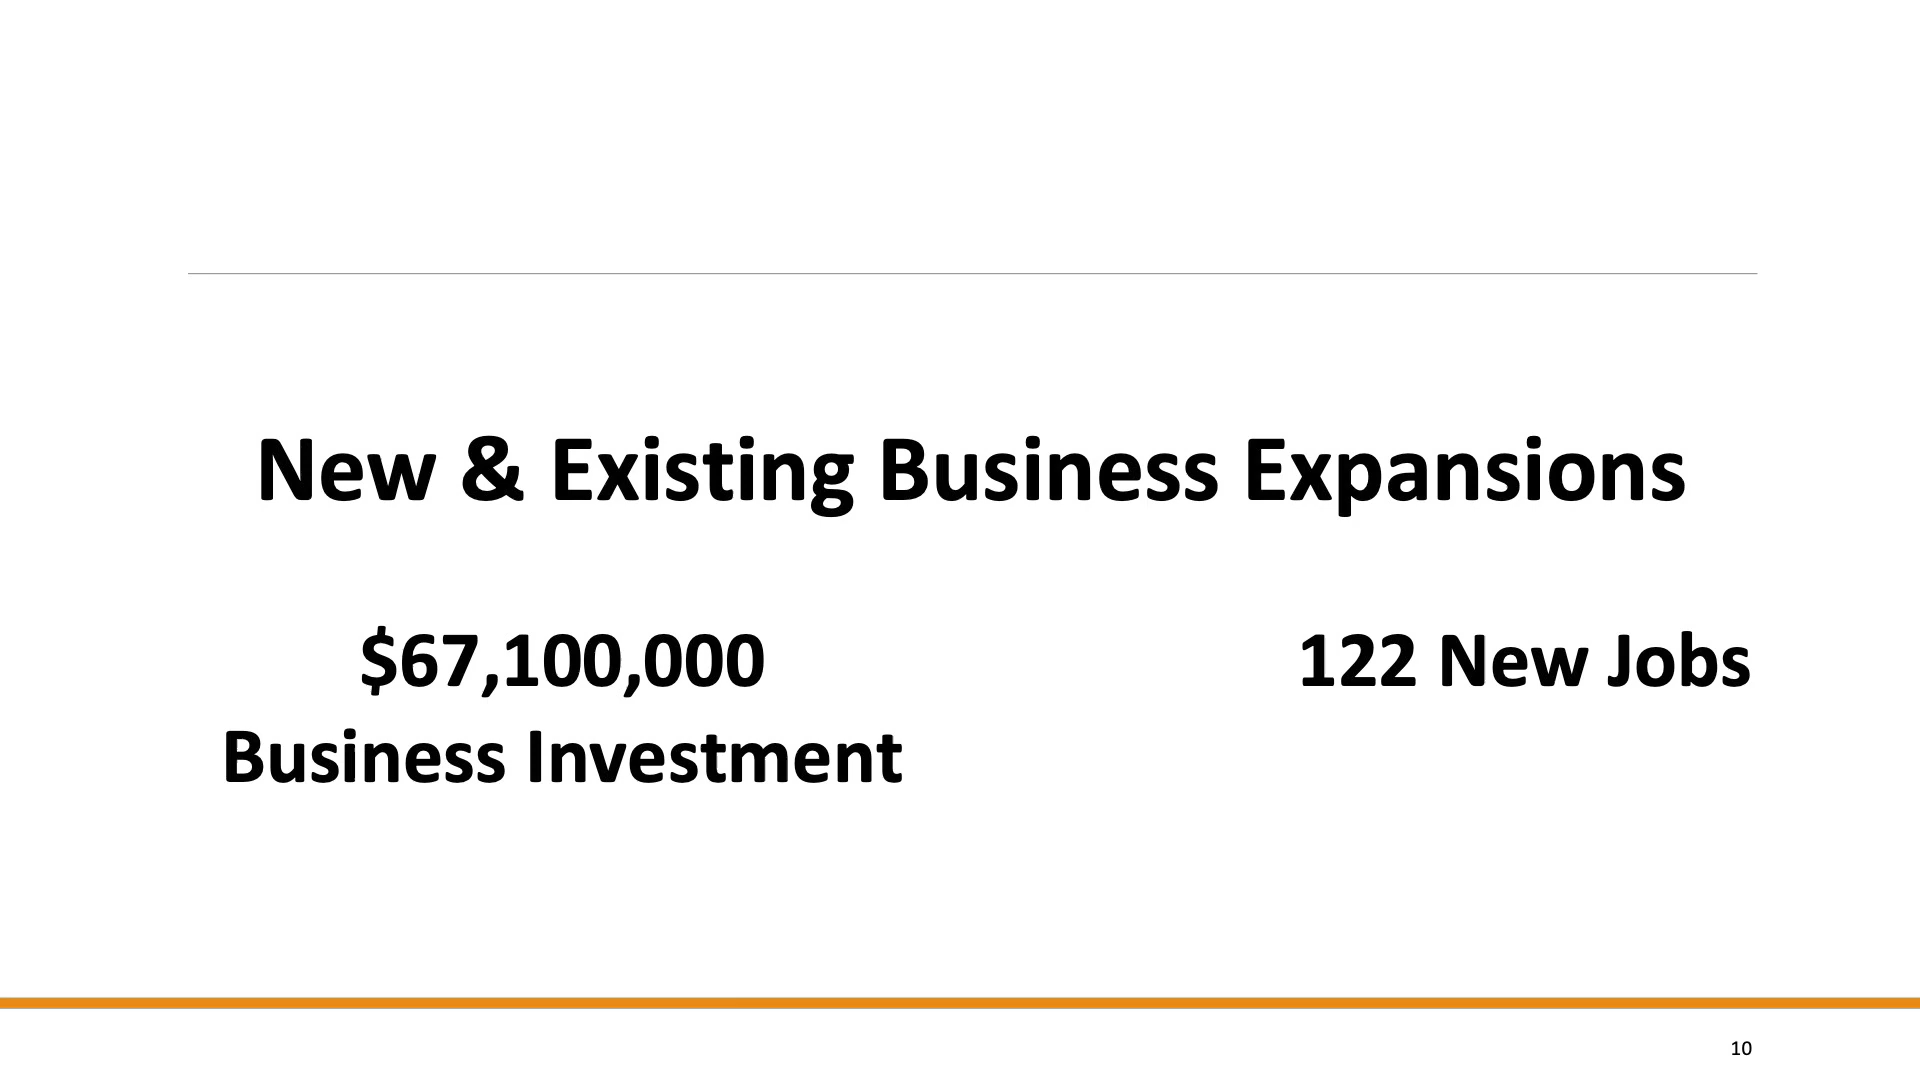 New & Existing Business Expansions
$67,100,000
Business Investment
122 New Jobs
10